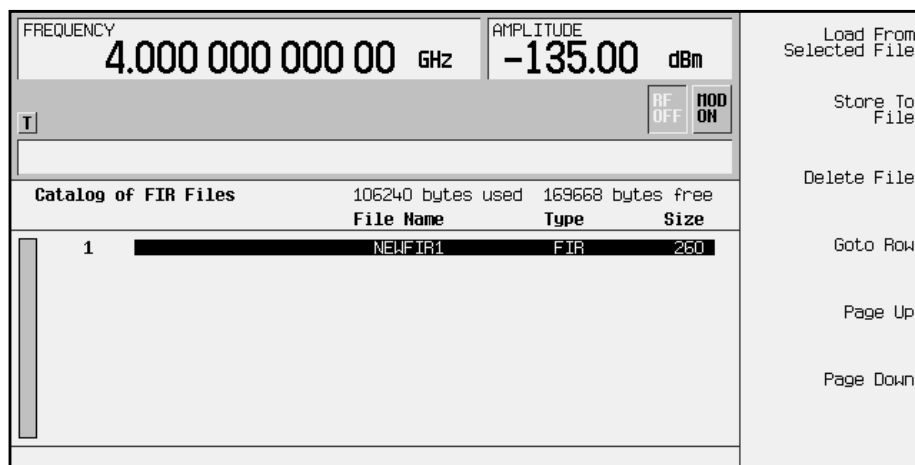 FREQUENCY
4.000 000 000 00 GHz
AMPLITUDE
-135.00 dBm
RF OFF
MOD ON
T
Catalog of FIR Files 106240 bytes used 169668 bytes free
File Name Type Size
1 NEWFIR1 FIR 260
Load From
Selected File
Store To
File
Delete File
Goto Row
Page Up
Page Down